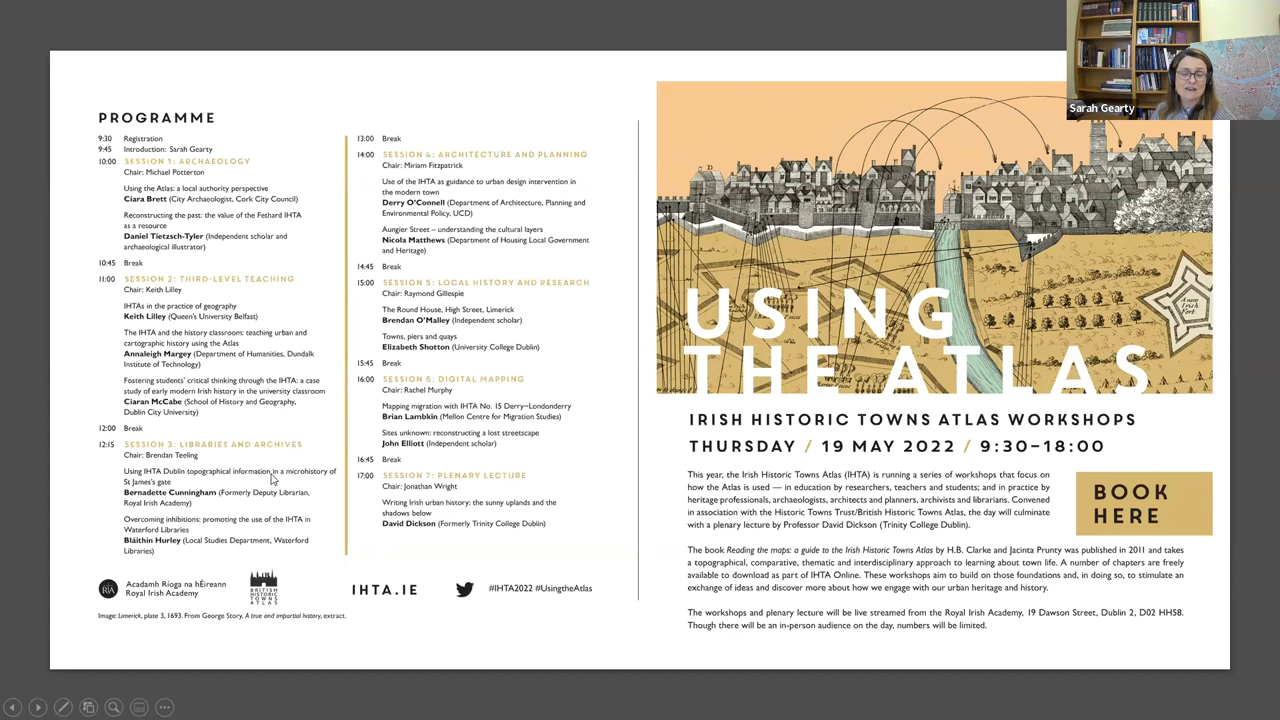 Sarah Gearty
PROGRAMME
9:30 Registration
9:45 Introduction: Sarah Gearty
10:00 SESSION 1: ARCHAEOLOGY
Chair: Michael Potterton
Using the Atlas: a local authority perspective
Ciara Brett (City Archaeologist, Cork City Council)
Reconstructing the past: the value of the Fethard IHTA
as a resource
Daniel Tietzsch-Tyler (Independent scholar and
archaeological illustrator)
10:45 Break
11:00 SESSION 2: THIRD-LEVEL TEACHING
Chair: Keith Lilley
IHTAs in the practice of geography
Keith Lilley (Queen's University Belfast)
The IHTA and the history classroom: teaching urban and
cartographic history using the Atlas
Annaleigh Margey (Department of Humanities, Dundalk
Institute of Technology)
Fostering students' critical thinking through the IHTA: a case
study of early modern Irish history in the university classroom
Ciaran McCabe (School of History and Geography,
Dublin City University)
12:00 Break
12:15 SESSION 3: LIBRARIES AND ARCHIVES
Chair: Brendan Teeling
Using IHTA Dublin topographical information in a microhistory of
St James's gate
Bernadette Cunningham (Formerly Deputy Librarian,
Royal Irish Academy)
Overcoming inhibitions: promoting the use of the IHTA in
Waterford Libraries
Bláithín Hurley (Local Studies Department, Waterford
Libraries)
13:00 Break
14:00 SESSION 4: ARCHITECTURE AND PLANNING
Chair: Miriam Fitzpatrick
Use of the IHTA as guidance to urban design intervention in
the modern town
Derry O'Connell (Department of Architecture, Planning and
Environmental Policy, UCD)
Aungier Street – understanding the cultural layers
Nicola Matthews (Department of Housing Local Government
and Heritage)
14:45 Break
15:00 SESSION 5: LOCAL HISTORY AND RESEARCH
Chair: Raymond Gillespie
The Round House, High Street, Limerick
Brendan O'Malley (Independent scholar)
Towns, piers and quays
Elizabeth Shotton (University College Dublin)
15:45 Break
16:00 SESSION 6: DIGITAL MAPPING
Chair: Rachel Murphy
Mapping migration with IHTA No. 15 Derry~Londonderry
Brian Lambkin (Mellon Centre for Migration Studies)
Sites unknown: reconstructing a lost streetscape
John Elliott (Independent scholar)
16:45 Break
17:00 SESSION 7: PLENARY LECTURE
Chair: Jonathan Wright
Writing Irish urban history: the sunny uplands and the
shadows below
David Dickson (Formerly Trinity College Dublin)
RIA
Acadamh Ríoga na hÉireann
Royal Irish Academy
BRITISH
HISTORIC
TOWNS
ATLAS
IHTA.IE
#IHTA2022 #UsingtheAtlas
Image: Limerick, plate 3, 1693. From George Story, A true and impartial history, extract.
USING
THE ATLAS
IRISH HISTORIC TOWNS ATLAS WORKSHOPS
THURSDAY / 19 MAY 2022 / 9:30–18:00
This year, the Irish Historic Towns Atlas (IHTA) is running a series of workshops that focus on
how the Atlas is used — in education by researchers, teachers and students; and in practice by
heritage professionals, archaeologists, architects and planners, archivists and librarians. Convened
in association with the Historic Towns Trust/British Historic Towns Atlas, the day will culminate
with a plenary lecture by Professor David Dickson (Trinity College Dublin).
BOOK
HERE
The book Reading the maps: a guide to the Irish Historic Towns Atlas by H.B. Clarke and Jacinta Prunty was published in 2011 and takes
a topographical, comparative, thematic and interdisciplinary approach to learning about town life. A number of chapters are freely
available to download as part of IHTA Online. These workshops aim to build on those foundations and, in doing so, to stimulate an
exchange of ideas and discover more about how we engage with our urban heritage and history.
The workshops and plenary lecture will be live streamed from the Royal Irish Academy, 19 Dawson Street, Dublin 2, D02 HH58.
Though there will be an in-person audience on the day, numbers will be limited.